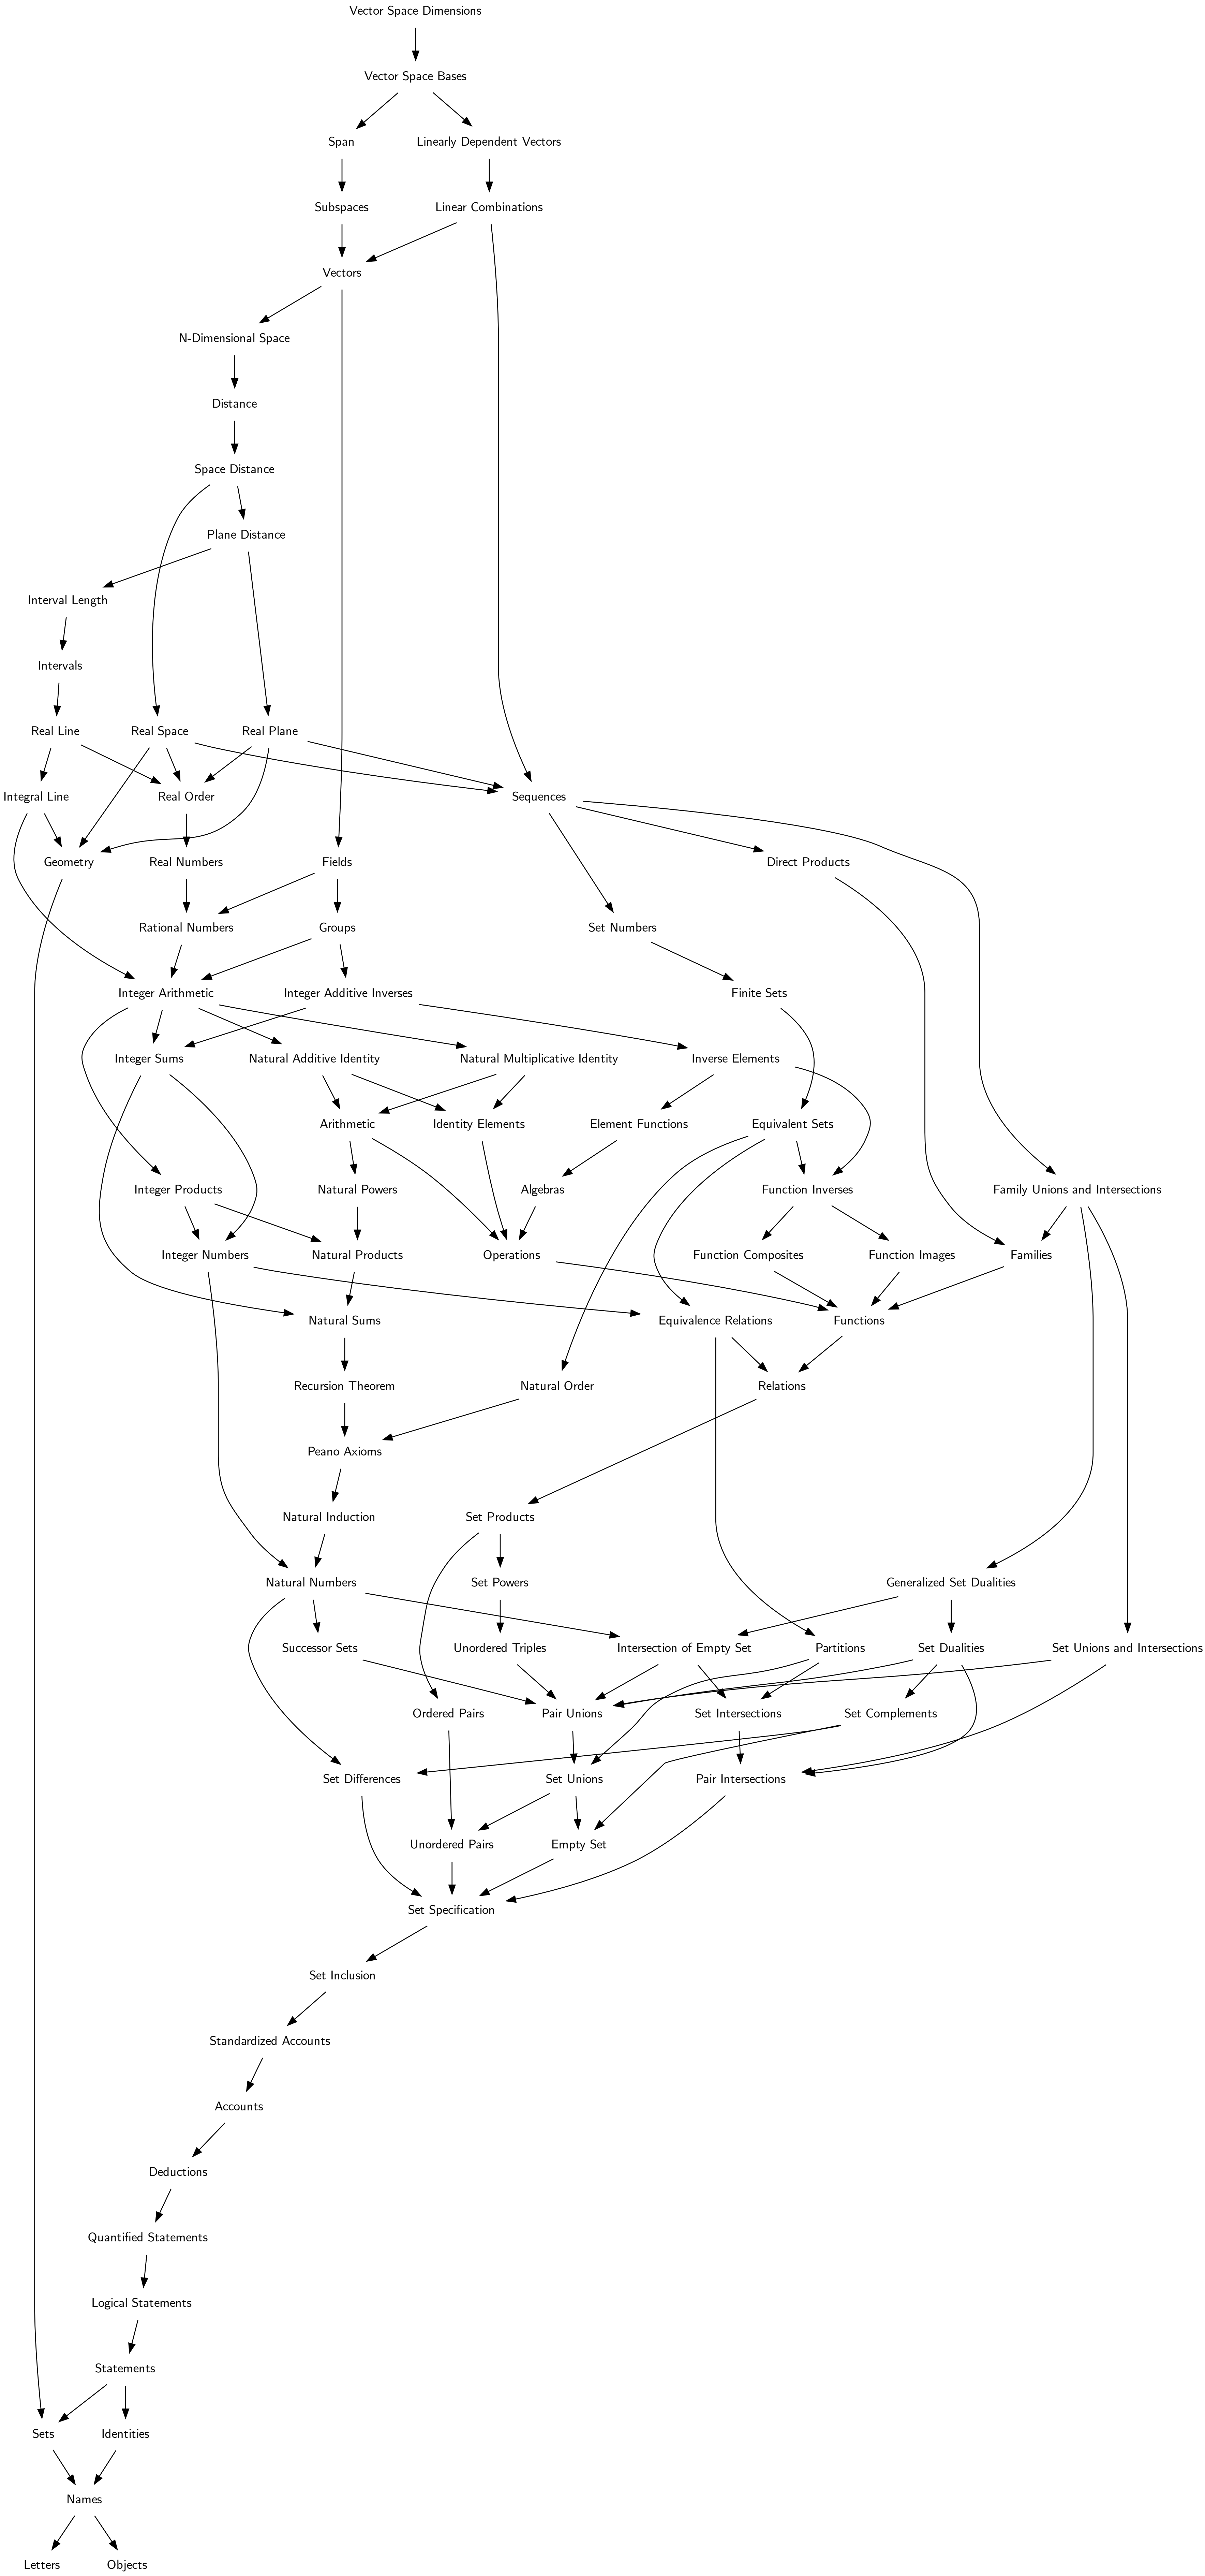 Vector Space Dimensions
Vector Space Bases
Span
Linearly Dependent Vectors
Subspaces
Linear Combinations
Vectors
N-Dimensional Space
Distance
Space Distance
Plane Distance
Interval Length
Intervals
Real Line
Real Space
Real Plane
Integral Line
Real Order
Sequences
Geometry
Real Numbers
Fields
Direct Products
Rational Numbers
Groups
Set Numbers
Integer Arithmetic
Integer Additive Inverses
Finite Sets
Integer Sums
Natural Additive Identity
Natural Multiplicative Identity
Inverse Elements
Arithmetic
Identity Elements
Element Functions
Equivalent Sets
Integer Products
Natural Powers
Algebras
Function Inverses
Family Unions and Intersections
Integer Numbers
Natural Products
Operations
Function Composites
Function Images
Families
Natural Sums
Equivalence Relations
Functions
Recursion Theorem
Natural Order
Relations
Peano Axioms
Natural Induction
Set Products
Natural Numbers
Set Powers
Generalized Set Dualities
Successor Sets
Unordered Triples
Intersection of Empty Set
Partitions
Set Dualities
Set Unions and Intersections
Ordered Pairs
Pair Unions
Set Intersections
Set Complements
Set Differences
Set Unions
Pair Intersections
Unordered Pairs
Empty Set
Set Specification
Set Inclusion
Standardized Accounts
Accounts
Deductions
Quantified Statements
Logical Statements
Statements
Sets
Identities
Names
Letters
Objects